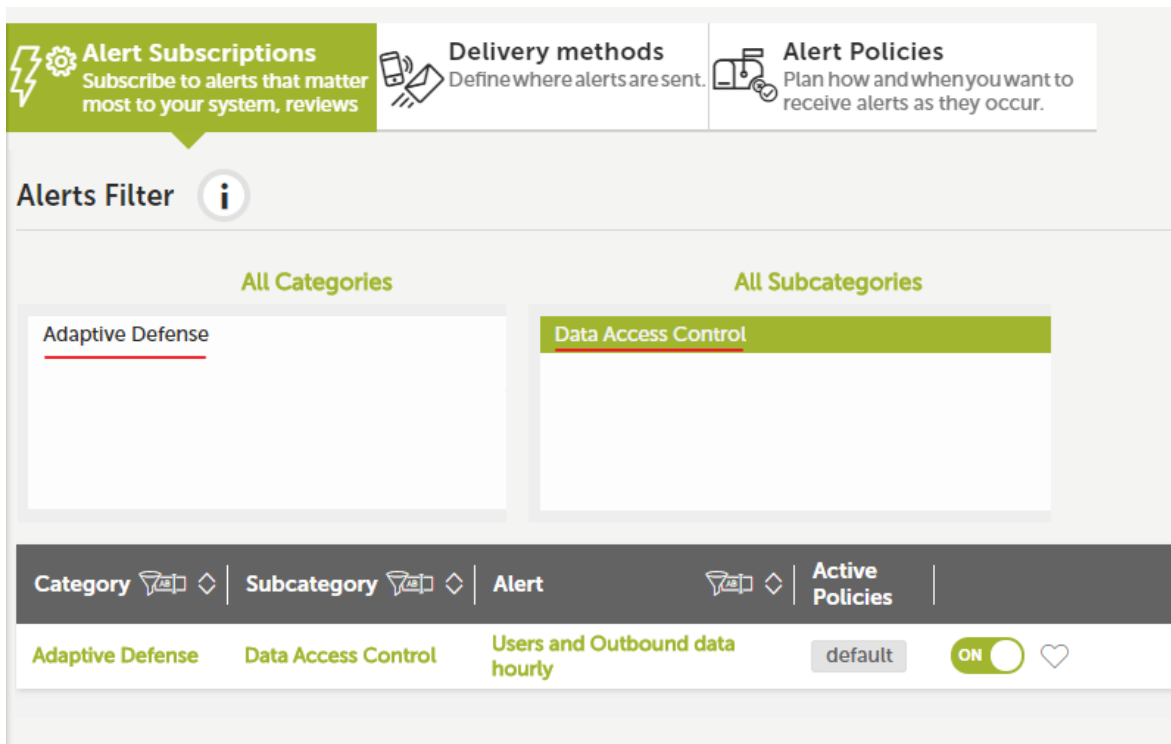 Alert Subscriptions
Subscribe to alerts that matter
most to your system, reviews
Delivery methods
Define where alerts are sent.
Alert Policies
Plan how and when you want to
receive alerts as they occur.
Alerts Filter i
All Categories
All Subcategories
Adaptive Defense
Data Access Control
Category AB
Subcategory AB
Alert AB
Active
Policies
Adaptive Defense
Data Access Control
Users and Outbound data
hourly
default
ON